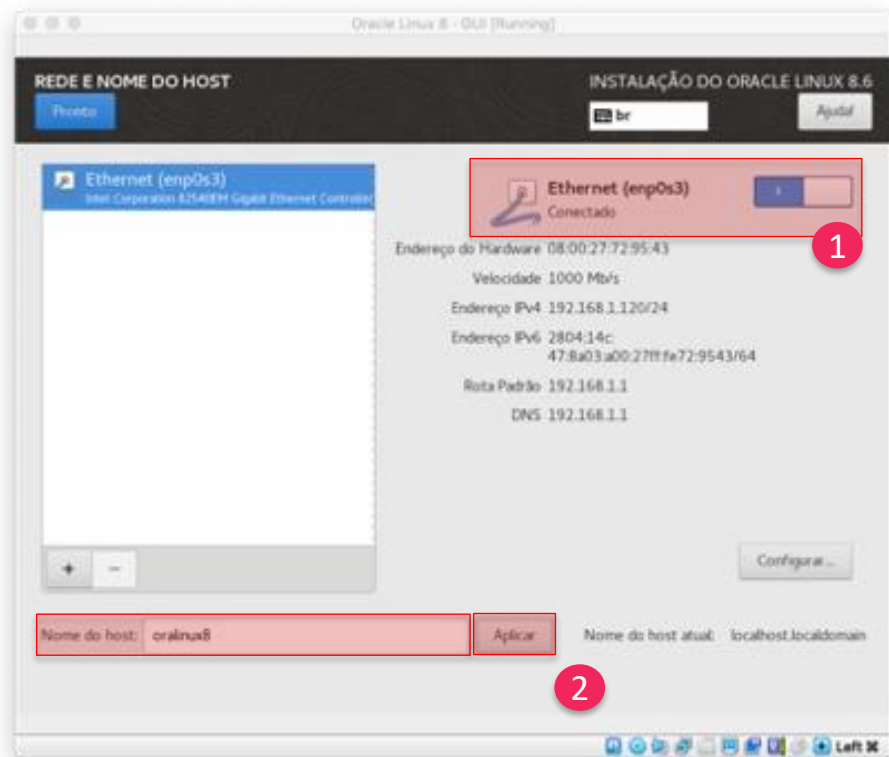 Oracle Linux 8 - GUI [Running]
REDE E NOME DO HOST
INSTALAÇÃO DO ORACLE LINUX 8.6
Pronto
br
Ajuda!
Ethernet (enp0s3)
Intel Corporation 82540EM Gigabit Ethernet Controller
Ethernet (enp0s3)
Conectado
1
Endereço do Hardware 08:00:27:72:95:43
Velocidade 1000 Mb/s
Endereço IPv4 192.168.1.120/24
Endereço IPv6 2804:14c:
47:8a03:a00:27ff:fe72:9543/64
Rota Padrão 192.168.1.1
DNS 192.168.1.1
+ −
Configurar...
Nome do host: oralinux8
Aplicar
Nome do host atual: localhost.localdomain
2
Left ⌘